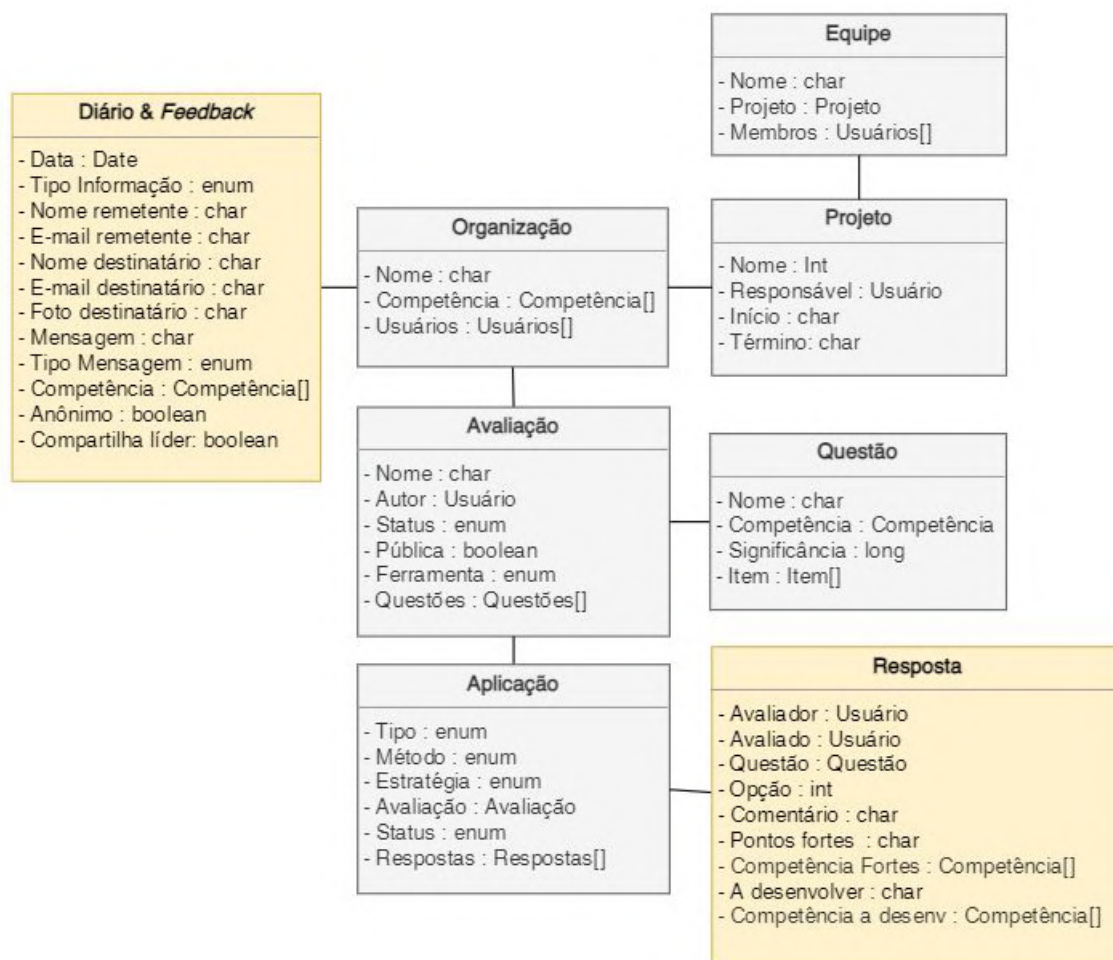 Equipe
- Nome : char
- Projeto : Projeto
- Membros : Usuários[]
Diário & Feedback
- Data : Date
- Tipo Informação : enum
- Nome remetente : char
- E-mail remetente : char
- Nome destinatário : char
- E-mail destinatário : char
- Foto destinatário : char
- Mensagem : char
- Tipo Mensagem : enum
- Competência : Competência[]
- Anônimo : boolean
- Compartilha líder: boolean
Organização
- Nome : char
- Competência : Competência[]
- Usuários : Usuários[]
Projeto
- Nome : Int
- Responsável : Usuário
- Início : char
- Término: char
Avaliação
- Nome : char
- Autor : Usuário
- Status : enum
- Pública : boolean
- Ferramenta : enum
- Questões : Questões[]
Questão
- Nome : char
- Competência : Competência
- Significância : long
- Item : Item[]
Aplicação
- Tipo : enum
- Método : enum
- Estratégia : enum
- Avaliação : Avaliação
- Status : enum
- Respostas : Respostas[]
Resposta
- Avaliador : Usuário
- Avaliado : Usuário
- Questão : Questão
- Opção : int
- Comentário : char
- Pontos fortes : char
- Competência Fortes : Competência[]
- A desenvolver : char
- Competência a desenv : Competência[]